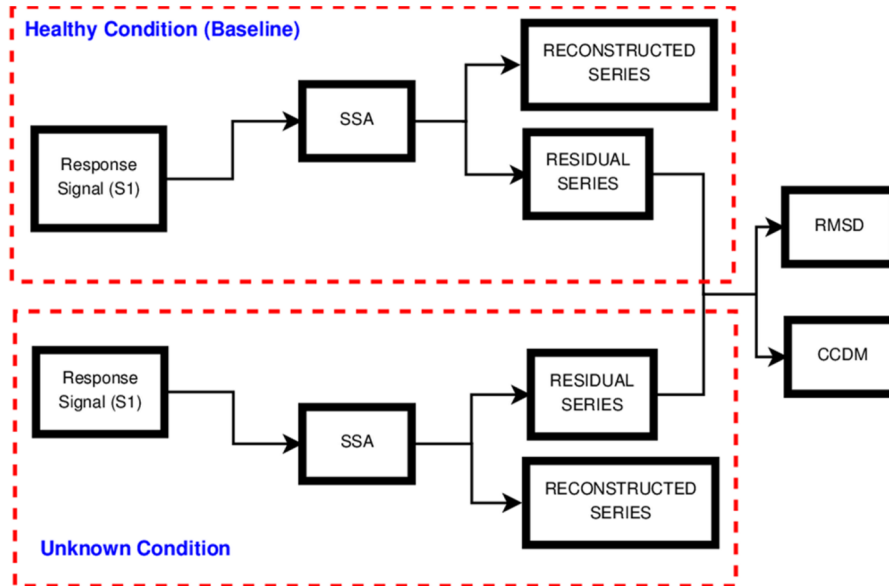 Healthy Condition (Baseline)
Response
Signal (S1)
SSA
RECONSTRUCTED
SERIES
RESIDUAL
SERIES
RMSD
CCDM
Response
Signal (S1)
SSA
RESIDUAL
SERIES
RECONSTRUCTED
SERIES
Unknown Condition